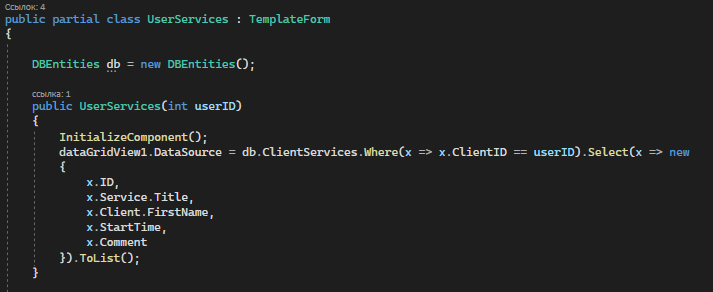 Ссылок: 4
public partial class UserServices : TemplateForm
{
DBEntities db = new DBEntities();
ссылка: 1
public UserServices(int userID)
{
InitializeComponent();
dataGridView1.DataSource = db.ClientServices.Where(x => x.ClientID == userID).Select(x => new
{
x.ID,
x.Service.Title,
x.Client.FirstName,
x.StartTime,
x.Comment
}).ToList();
}